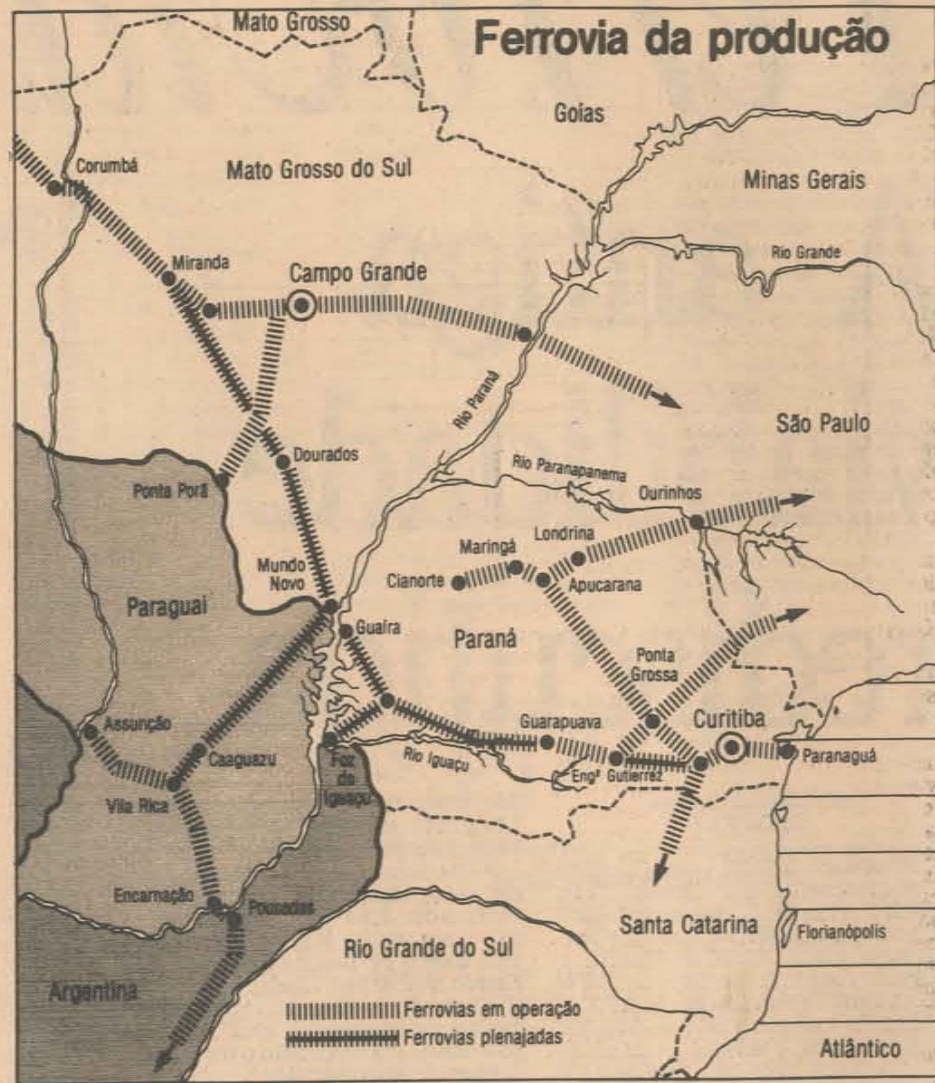 Mato Grosso
Ferrovia da produção
Goias
Corumbá
Mato Grosso do Sul
Minas Gerais
Miranda
Campo Grande
Rio Grande
Rio Paraná
São Paulo
Dourados
Ponta Porã
Rio Paranapanema
Ourinhos
Londrina
Maringá
Mundo
Novo
Cianorte
Apucarana
Paraguai
Guaíra
Paraná
Ponta
Grossa
Assunção
Guarapuava
Curitiba
Caaguazu
Foz
do
Iguaçu
Rio Iguaçu
Engº Gutierrez
Paranaguá
Vila Rica
Encarnação
Pousadas
Santa Catarina
Florianópolis
Rio Grande do Sul
Argentina
Ferrovias em operação
Ferrovias plenajadas
Atlântico